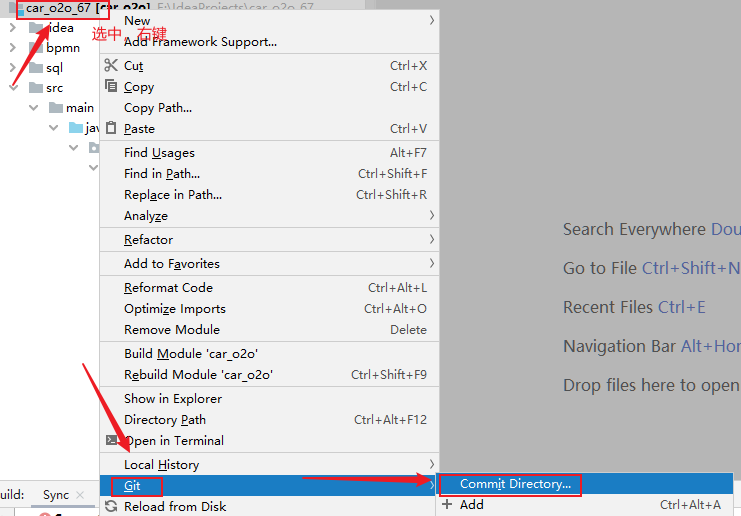 car_o2o_67 [car_o2o] E:\IdeaProjects\car_o2o_67
New
idea
选中，右键
Add Framework Support...
bpmn
Cut Ctrl+X
sql
Copy Ctrl+C
src
Copy Path...
main
Paste Ctrl+V
jav
Find Usages Alt+F7
Find in Path... Ctrl+Shift+F
Replace in Path... Ctrl+Shift+R
Analyze
Search Everywhere Dou
Refactor
Add to Favorites
Go to File Ctrl+Shift+N
Reformat Code Ctrl+Alt+L
Optimize Imports Ctrl+Alt+O
Recent Files Ctrl+E
Remove Module Delete
Navigation Bar Alt+Hor
Build Module 'car_o2o'
Rebuild Module 'car_o2o' Ctrl+Shift+F9
Drop files here to open
Show in Explorer
Directory Path Ctrl+Alt+F12
Open in Terminal
Local History
Git
Commit Directory...
uild: Sync
Reload from Disk
Add Ctrl+Alt+A